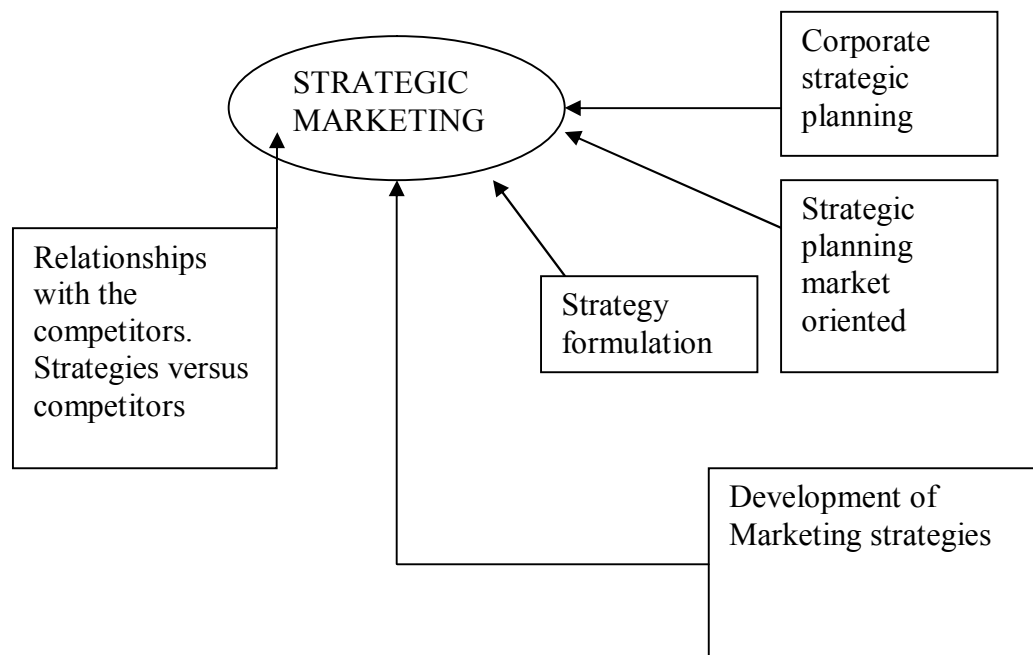 STRATEGIC
MARKETING
Corporate
strategic
planning
Strategic
planning
market
oriented
Relationships
with the
competitors.
Strategies versus
competitors
Strategy
formulation
Development of
Marketing strategies